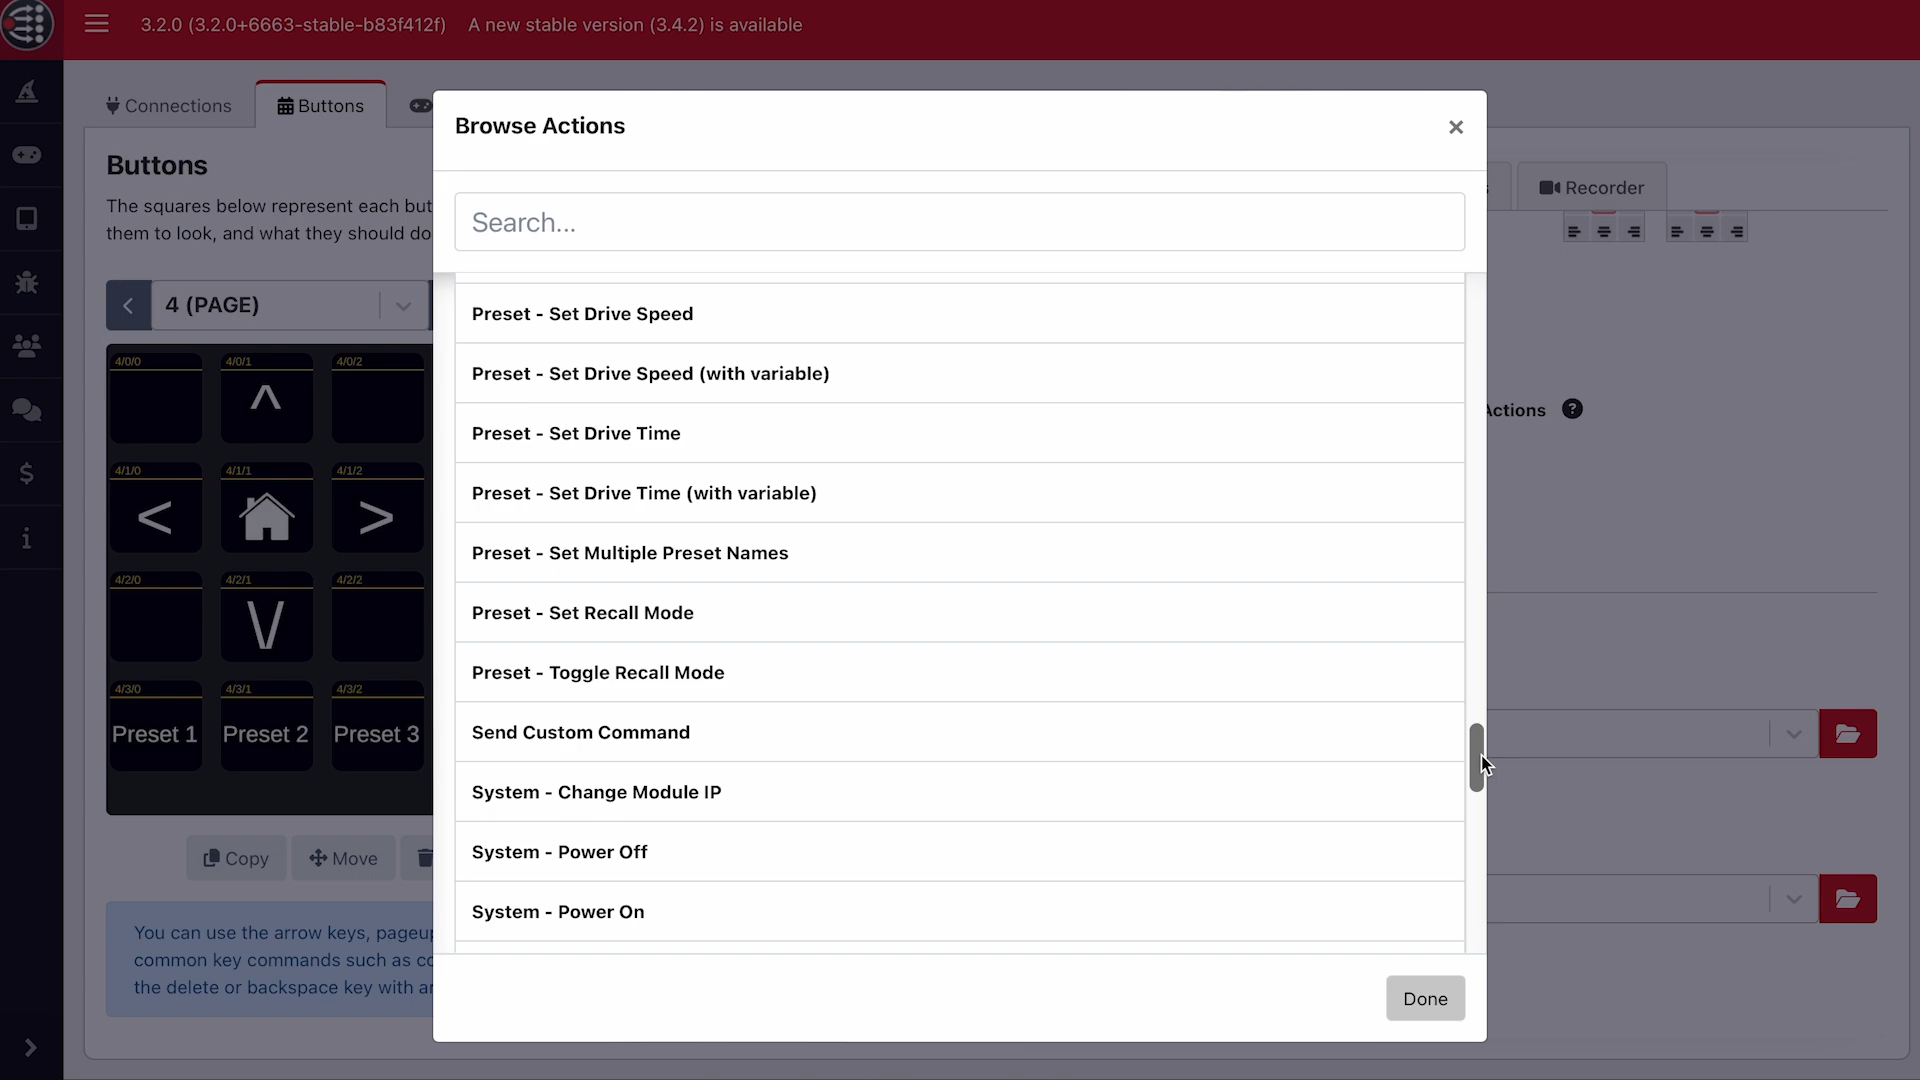 3.2.0 (3.2.0+6663-stable-b83f412f) A new stable version (3.4.2) is available
Connections
Buttons
Buttons
The squares below represent each but
them to look, and what they should do
4 (PAGE)
4/0/0 4/0/1 4/0/2
^
4/1/0 4/1/1 4/1/2
< >
4/2/0 4/2/1 4/2/2
\/
4/3/0 4/3/1 4/3/2
Preset 1 Preset 2 Preset 3
Copy Move
You can use the arrow keys, pageup
common key commands such as co
the delete or backspace key with ar
Browse Actions
×
Search...
Preset - Set Drive Speed
Preset - Set Drive Speed (with variable)
Preset - Set Drive Time
Preset - Set Drive Time (with variable)
Preset - Set Multiple Preset Names
Preset - Set Recall Mode
Preset - Toggle Recall Mode
Send Custom Command
System - Change Module IP
System - Power Off
System - Power On
Done
s
Recorder
Actions ?